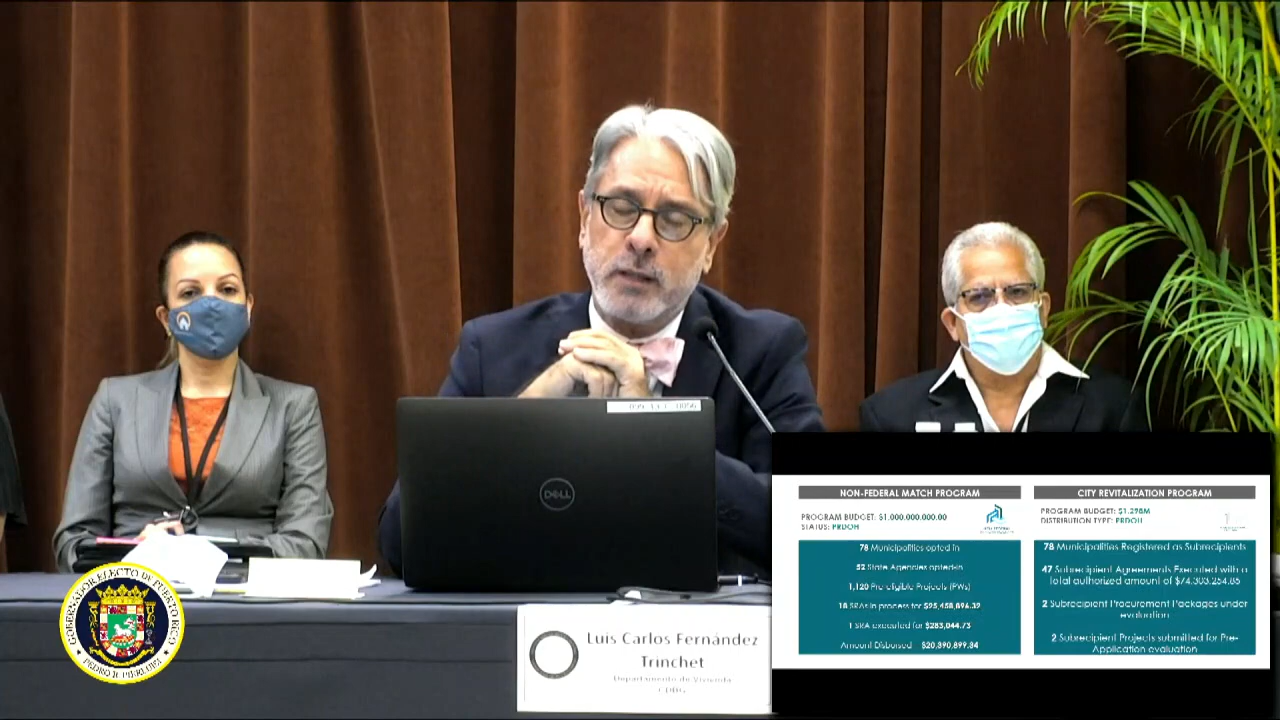 DELL
GOBERNADOR ELECTO DE PUERTO RICO
PEDRO R. PIERLUISI
Luis Carlos Fernández
Trinchet
Departamento de Vivienda
CDBG
NON-FEDERAL MATCH PROGRAM
PROGRAM BUDGET: $1,000,000,000.00
STATUS: PRDOH
78 Municipalities opted in
52 State Agencies opted-in
1,120 Pre-eligible Projects (PWs)
18 SRAs in process for $25,458,896.32
1 SRA executed for $283,044.73
Amount Disbursed $20,390,899.84
CITY REVITALIZATION PROGRAM
PROGRAM BUDGET: $1.298M
DISTRIBUTION TYPE: PRDOH
78 Municipalities Registered as Subrecipients
47 Subrecipient Agreements Executed with a
total authorized amount of $74,303,254.85
2 Subrecipient Procurement Packages under
evaluation
2 Subrecipient Projects submitted for Pre-
Application evaluation